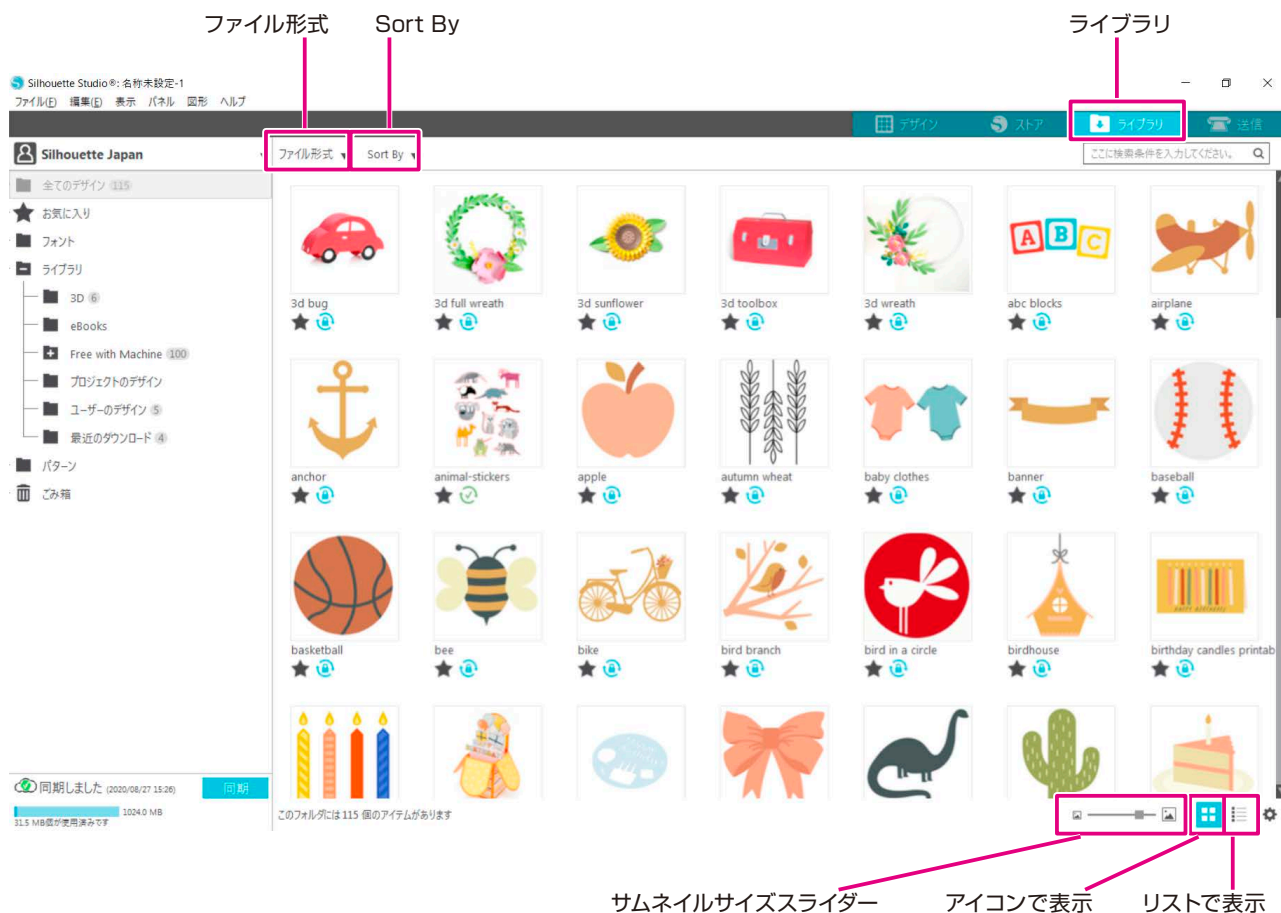 ファイル形式 Sort By ライブラリ
Silhouette Studio®: 名称未設定-1
ファイル(F) 編集(E) 表示 パネル 図形 ヘルプ
デザイン ストア ライブラリ 送信
Silhouette Japan ファイル形式 Sort By ここに検索条件を入力してください。
全てのデザイン 115
お気に入り
フォント
ライブラリ
3D 6
eBooks
Free with Machine 100
プロジェクトのデザイン
ユーザーのデザイン 5
最近のダウンロード 4
パターン
ごみ箱
A B C
3d bug 3d full wreath 3d sunflower 3d toolbox 3d wreath abc blocks airplane
anchor animal-stickers apple autumn wheat baby clothes banner baseball
HAPPY BIRTHDAY
basketball bee bike bird branch bird in a circle birdhouse birthday candles printab
同期しました (2020/08/27 15:26) 同期
1024.0 MB
31.5 MB個が使用済みです
このフォルダには 115 個のアイテムがあります
サムネイルサイズスライダー アイコンで表示 リストで表示